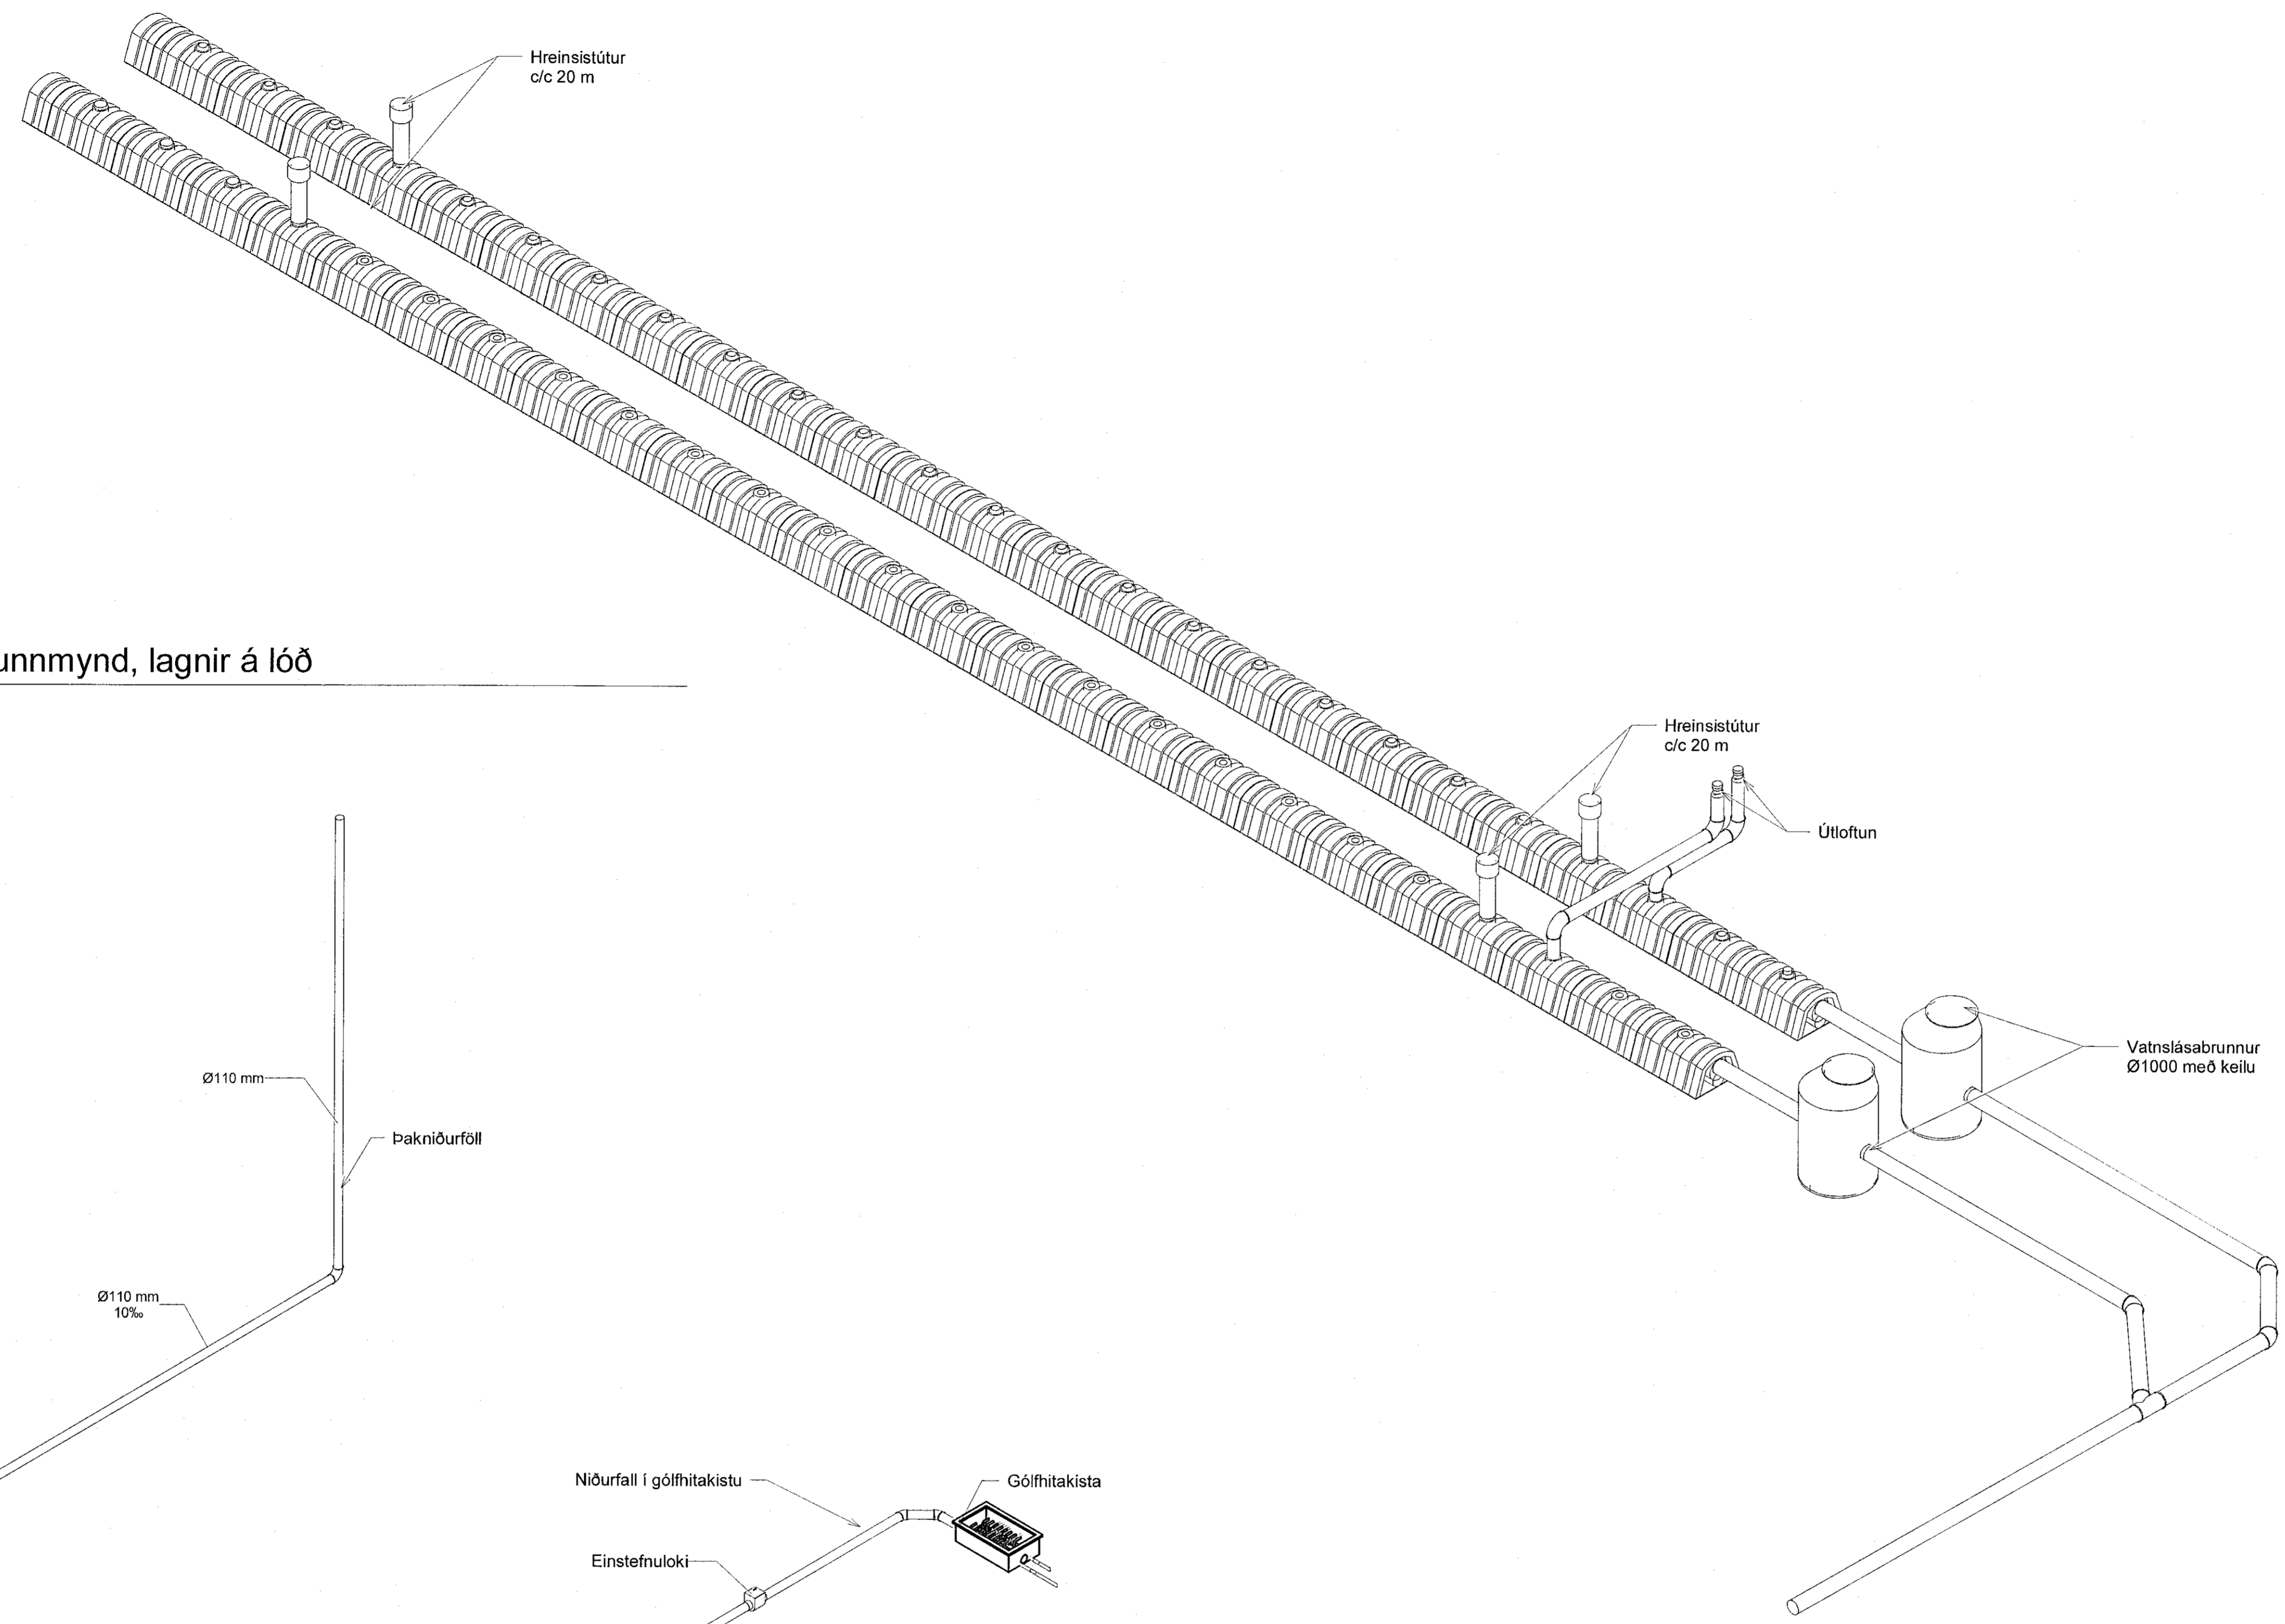 Hreinsistútur
c/c 20 m
unnmynd, lagnir á lóð
Hreinsistútur
c/c 20 m
Útloftun
Vatnslásabrunnur
Ø1000 með keilu
Ø110 mm
Þakniðurföll
Ø110 mm
10‰
Niðurfall í gólfhitakistu
Gólfhitakista
Einstefnuloki